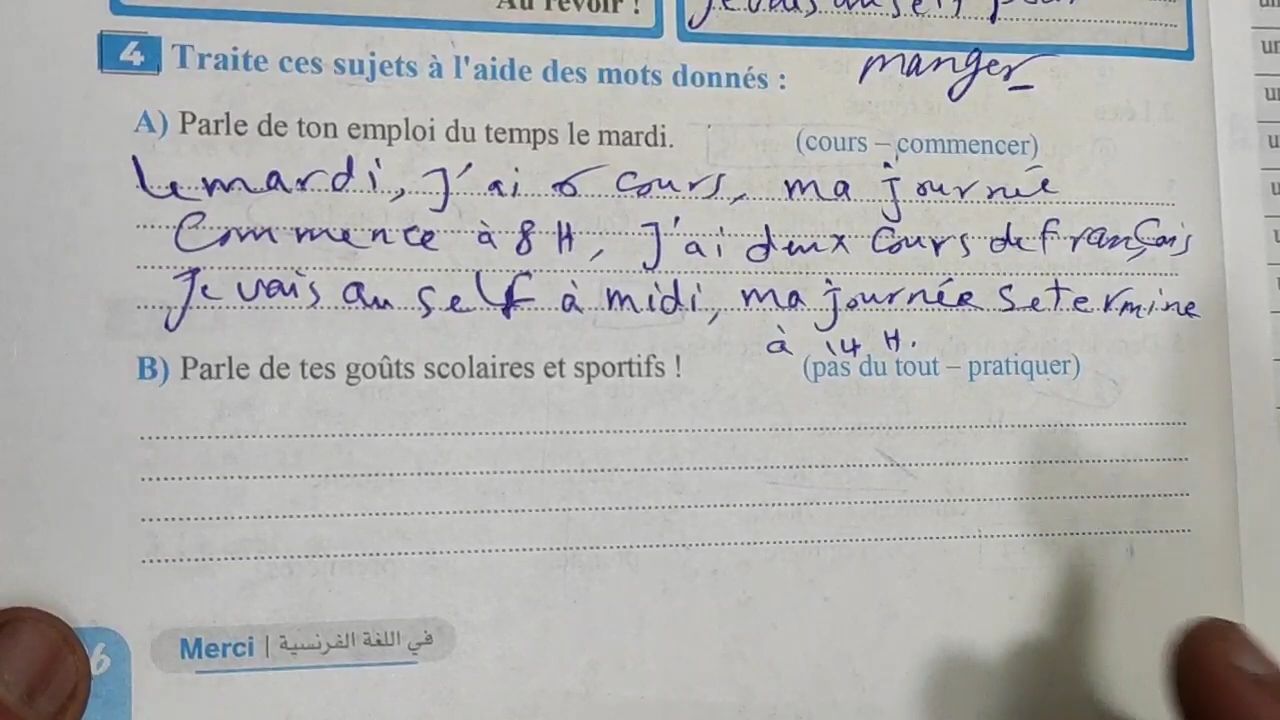 Au revoir !
Je vais au self pour
manger
4 Traite ces sujets à l'aide des mots donnés :
A) Parle de ton emploi du temps le mardi. (cours – commencer)
Le mardi, J'ai 6 cours, ma journée
Commence à 8 H, J'ai deux cours de français
Je vais au self à midi, ma journée se termine
à 14 H.
B) Parle de tes goûts scolaires et sportifs ! (pas du tout – pratiquer)
6 Merci | في اللغة الفرنسية